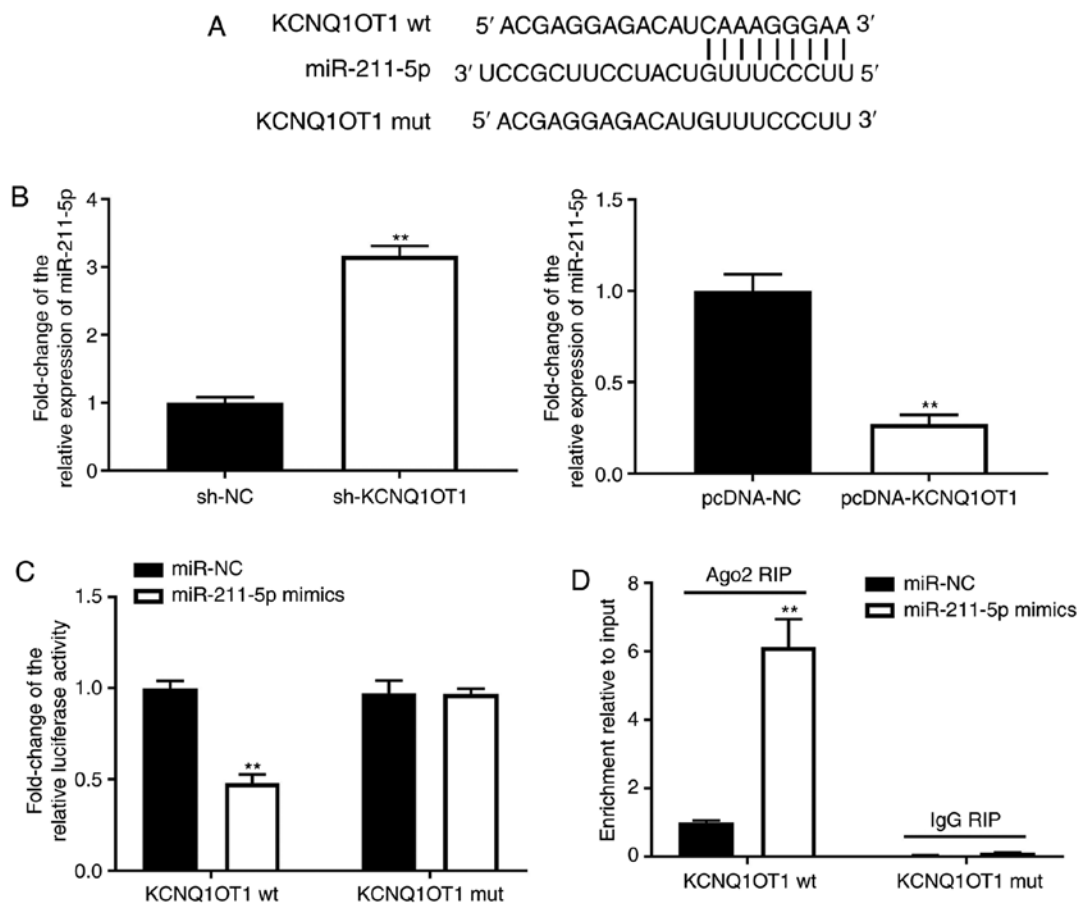 A
KCNQ1OT1 wt 5′ ACGAGGAGACAUCAAAGGGAA 3′
miR-211-5p 3′ UCCGCUUCCUACUGUUUCCCUU 5′
KCNQ1OT1 mut 5′ ACGAGGAGACAUGUUUCCCUU 3′
B
Fold-change of the
relative expression of miR-211-5p
4
3
2
1
0
**
sh-NC sh-KCNQ1OT1
Fold-change of the
relative expression of miR-211-5p
1.5
1.0
0.5
0.0
**
pcDNA-NC pcDNA-KCNQ1OT1
C
miR-NC
miR-211-5p mimics
Fold-change of the
relative luciferase activity
1.5
1.0
0.5
0.0
**
KCNQ1OT1 wt KCNQ1OT1 mut
D
Ago2 RIP
miR-NC
miR-211-5p mimics
Enrichment relative to input
8
6
4
2
0
**
IgG RIP
KCNQ1OT1 wt KCNQ1OT1 mut